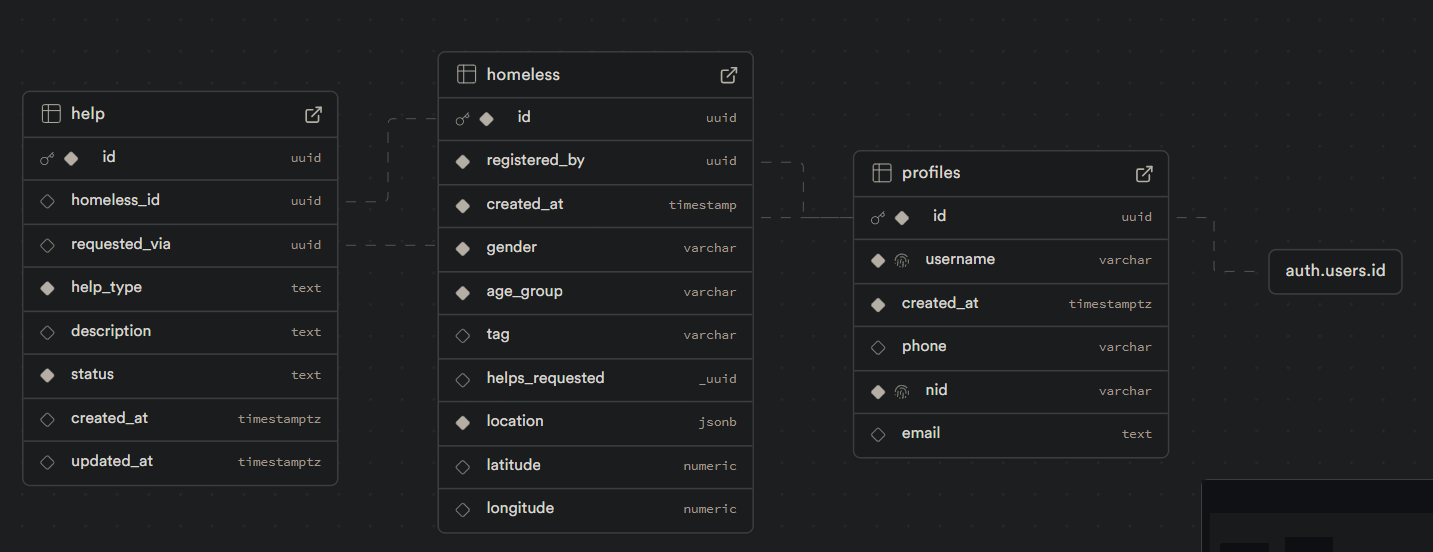 help
id uuid
homeless_id uuid
requested_via uuid
help_type text
description text
status text
created_at timestamptz
updated_at timestamptz
homeless
id uuid
registered_by uuid
created_at timestamp
gender varchar
age_group varchar
tag varchar
helps_requested _uuid
location jsonb
latitude numeric
longitude numeric
profiles
id uuid
username varchar
created_at timestamptz
phone varchar
nid varchar
email text
auth.users.id